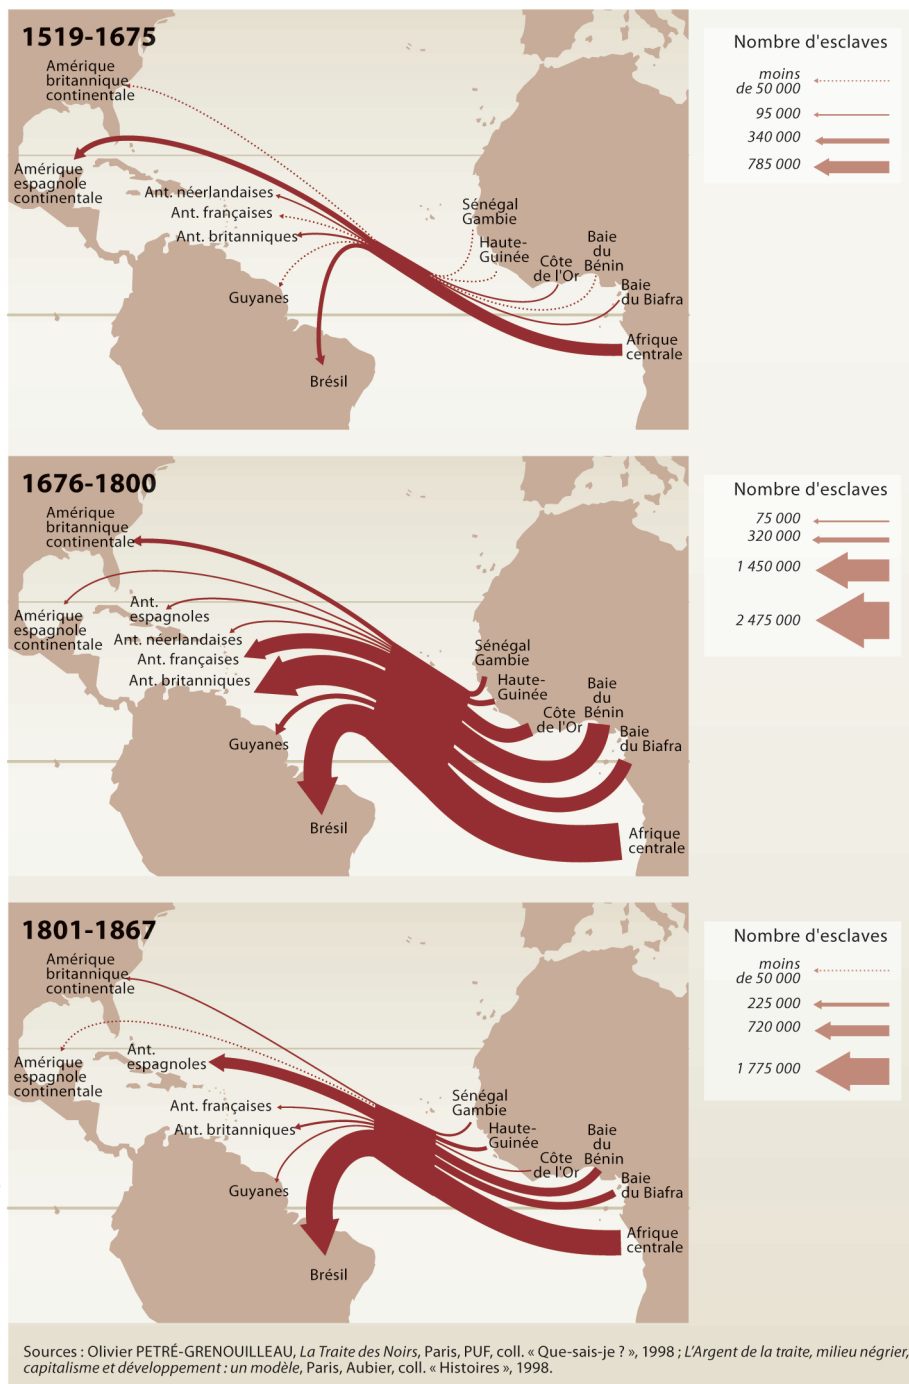 1519-1675
Amérique
britannique
continentale
Amérique
espagnole
continentale
Ant. néerlandaises
Ant. françaises
Ant. britanniques
Guyanes
Brésil
Sénégal
Gambie
Haute-
Guinée
Côte
de l'Or
Baie
du
Bénin
Baie
du Biafra
Afrique
centrale
Nombre d'esclaves
moins
de 50 000
95 000
340 000
785 000
1676-1800
Amérique
britannique
continentale
Amérique
espagnole
continentale
Ant.
espagnoles
Ant. néerlandaises
Ant. françaises
Ant. britanniques
Guyanes
Brésil
Sénégal
Gambie
Haute-
Guinée
Côte
de l'Or
Baie
du
Bénin
Baie
du Biafra
Afrique
centrale
Nombre d'esclaves
75 000
320 000
1 450 000
2 475 000
1801-1867
Amérique
britannique
continentale
Amérique
espagnole
continentale
Ant.
espagnoles
Ant. françaises
Ant. britanniques
Guyanes
Brésil
Sénégal
Gambie
Haute-
Guinée
Côte
de l'Or
Baie
du
Bénin
Baie
du Biafra
Afrique
centrale
Nombre d'esclaves
moins
de 50 000
225 000
720 000
1 775 000
Sources : Olivier PETRÉ-GRENOUILLEAU, La Traite des Noirs, Paris, PUF, coll. « Que-sais-je ? », 1998 ; L'Argent de la traite, milieu négrier,
capitalisme et développement : un modèle, Paris, Aubier, coll. « Histoires », 1998.